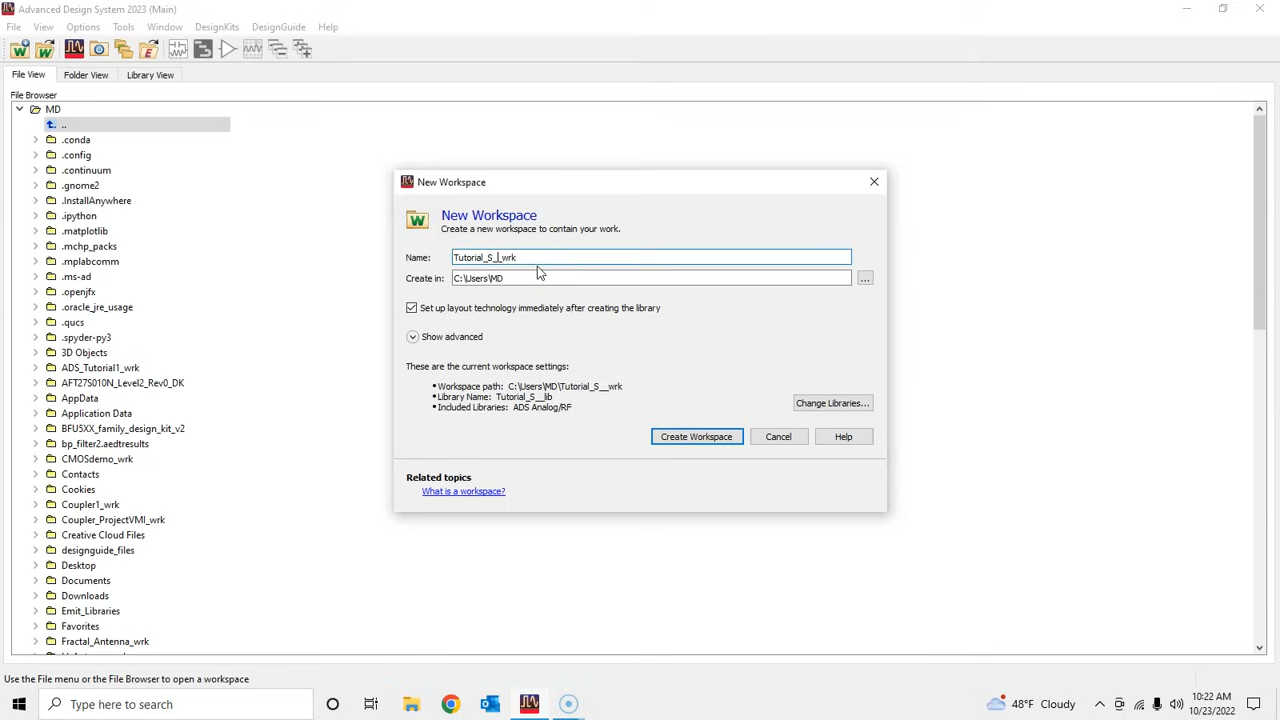 Advanced Design System 2023 (Main)
File View Options Tools Window DesignKits DesignGuide Help
File View Folder View Library View
File Browser
MD
..
.conda
.config
.continuum
.gnome2
.InstallAnywhere
.ipython
.matplotlib
.mchp_packs
.mplabcomm
.ms-ad
.openjfx
.oracle_jre_usage
.qucs
.spyder-py3
3D Objects
ADS_Tutorial1_wrk
AFT27S010N_Level2_Rev0_DK
AppData
Application Data
BFU5XX_family_design_kit_v2
bp_filter2.aedtresults
CMOSdemo_wrk
Contacts
Cookies
Coupler1_wrk
Coupler_ProjectVMI_wrk
Creative Cloud Files
designguide_files
Desktop
Documents
Downloads
Emit_Libraries
Favorites
Fractal_Antenna_wrk
New Workspace
New Workspace
Create a new workspace to contain your work.
Name: Tutorial_S__wrk
Create in: C:\Users\MD ...
Set up layout technology immediately after creating the library
Show advanced
These are the current workspace settings:
• Workspace path: C:\Users\MD\Tutorial_S__wrk
• Library Name: Tutorial_S__lib
• Included Libraries: ADS Analog/RF
Change Libraries...
Create Workspace Cancel Help
Related topics
What is a workspace?
Use the File menu or the File Browser to open a workspace
Type here to search
48°F Cloudy
10:22 AM
10/23/2022